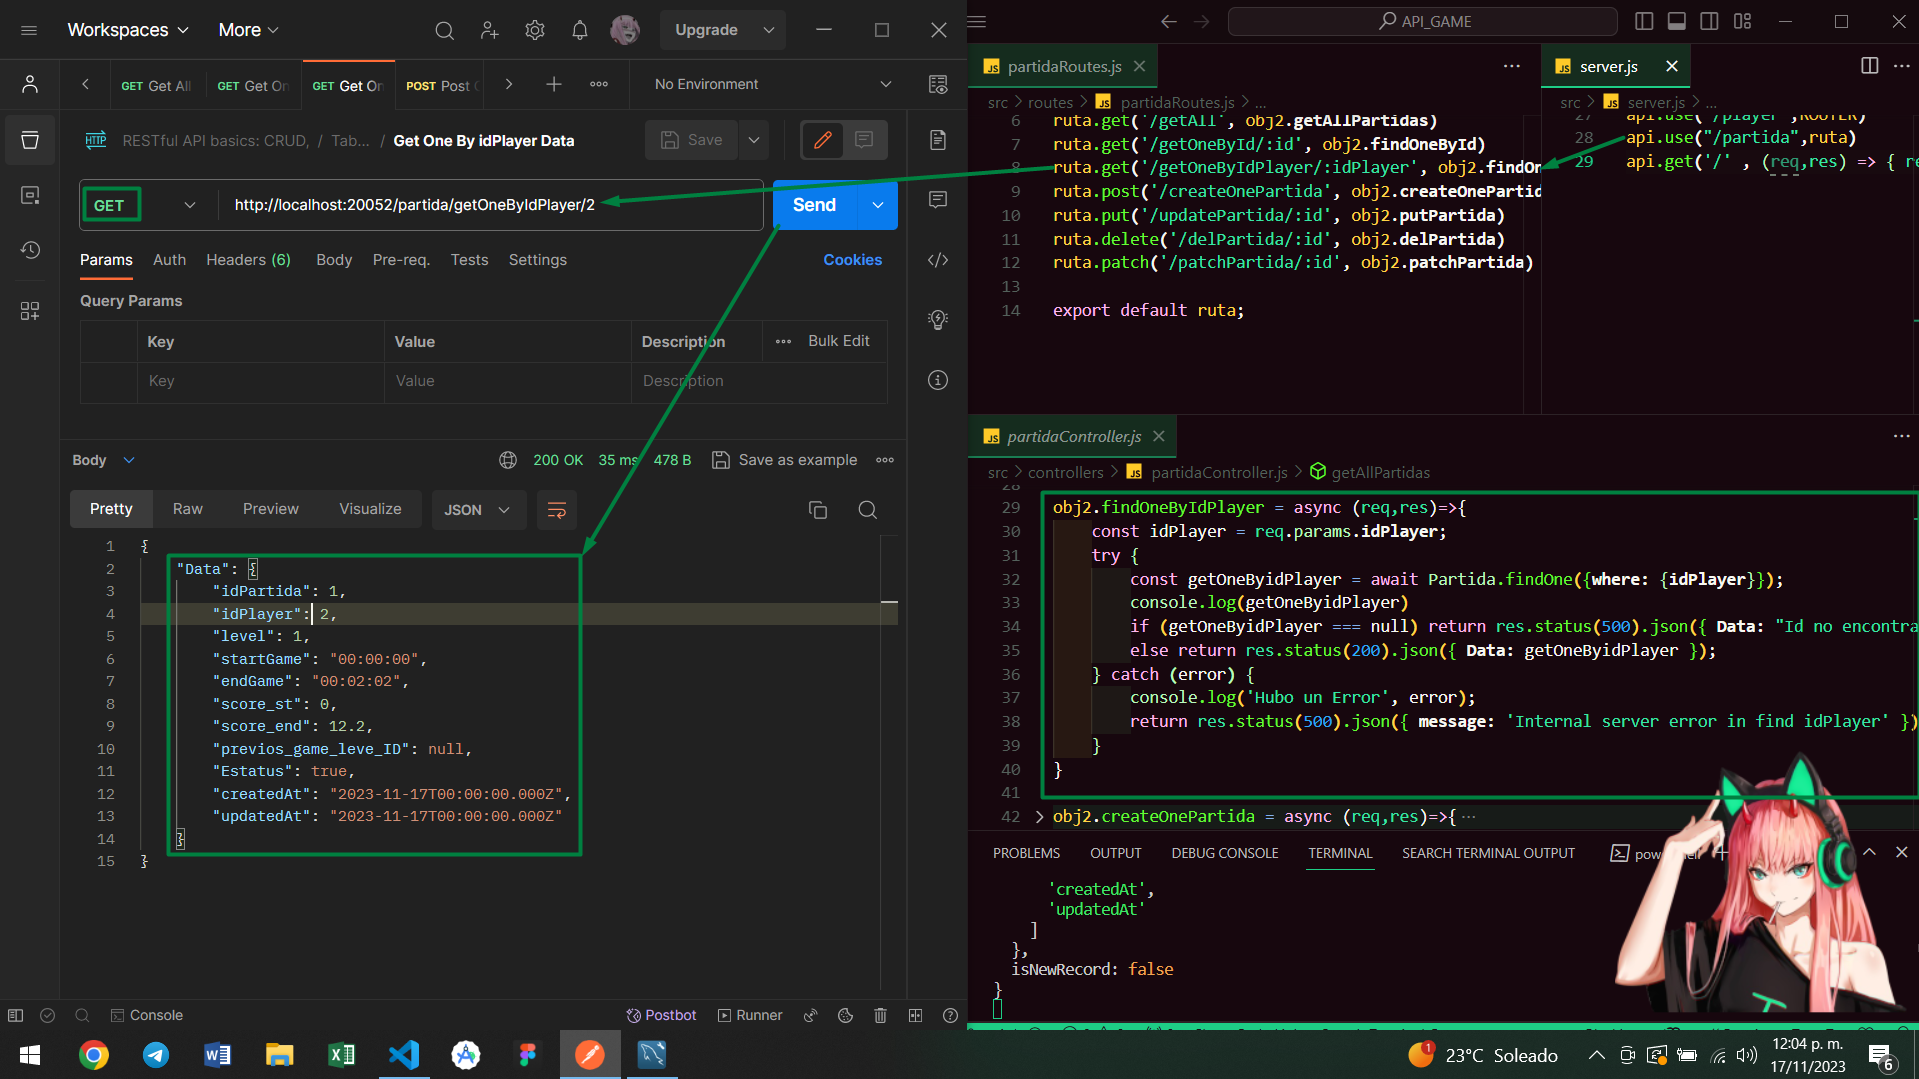 Workspaces
More
Upgrade
GET Get All
GET Get On
GET Get On
POST Post
No Environment
HTTP
RESTful API basics: CRUD, / Tab... / Get One By idPlayer Data
Save
GET
http://localhost:20052/partida/getOneByIdPlayer/2
Send
Params
Auth
Headers (6)
Body
Pre-req.
Tests
Settings
Cookies
Query Params
Key
Value
Description
Bulk Edit
Key
Value
Description
Body
200 OK
35 ms
478 B
Save as example
Pretty
Raw
Preview
Visualize
JSON
1 {
2 "Data": {
3 "idPartida": 1,
4 "idPlayer": 2,
5 "level": 1,
6 "startGame": "00:00:00",
7 "endGame": "00:02:02",
8 "score_st": 0,
9 "score_end": 12.2,
10 "previos_game_leve_ID": null,
11 "Estatus": true,
12 "createdAt": "2023-11-17T00:00:00.000Z",
13 "updatedAt": "2023-11-17T00:00:00.000Z"
14 }
15 }
Console
Postbot
Runner
API_GAME
JS partidaRoutes.js
src > routes > JS partidaRoutes.js > ...
6 ruta.get('/getAll', obj2.getAllPartidas)
7 ruta.get('/getOneById/:id', obj2.findOneById)
8 ruta.get('/getOneByIdPlayer/:idPlayer', obj2.findOn
9 ruta.post('/createOnePartida', obj2.createOnePartid
10 ruta.put('/updatePartida/:id', obj2.putPartida)
11 ruta.delete('/delPartida/:id', obj2.delPartida)
12 ruta.patch('/patchPartida/:id', obj2.patchPartida)
13
14 export default ruta;
JS server.js
src > JS server.js > ...
27 api.use("/player",ROUTER)
28 api.use("/partida",ruta)
29 api.get('/' , (req,res) => { re
JS partidaController.js
src > controllers > JS partidaController.js > getAllPartidas
28
29 obj2.findOneByIdPlayer = async (req,res)=>{
30 const idPlayer = req.params.idPlayer;
31 try {
32 const getOneByidPlayer = await Partida.findOne({where: {idPlayer}});
33 console.log(getOneByidPlayer)
34 if (getOneByidPlayer === null) return res.status(500).json({ Data: "Id no encontra
35 else return res.status(200).json({ Data: getOneByidPlayer });
36 } catch (error) {
37 console.log('Hubo un Error', error);
38 return res.status(500).json({ message: 'Internal server error in find idPlayer' })
39 }
40 }
41
42 obj2.createOnePartida = async (req,res)=>{ ...
PROBLEMS
OUTPUT
DEBUG CONSOLE
TERMINAL
SEARCH TERMINAL OUTPUT
'createdAt',
'updatedAt'
]
},
isNewRecord: false
}
23°C Soleado
12:04 p. m.
17/11/2023
1
6